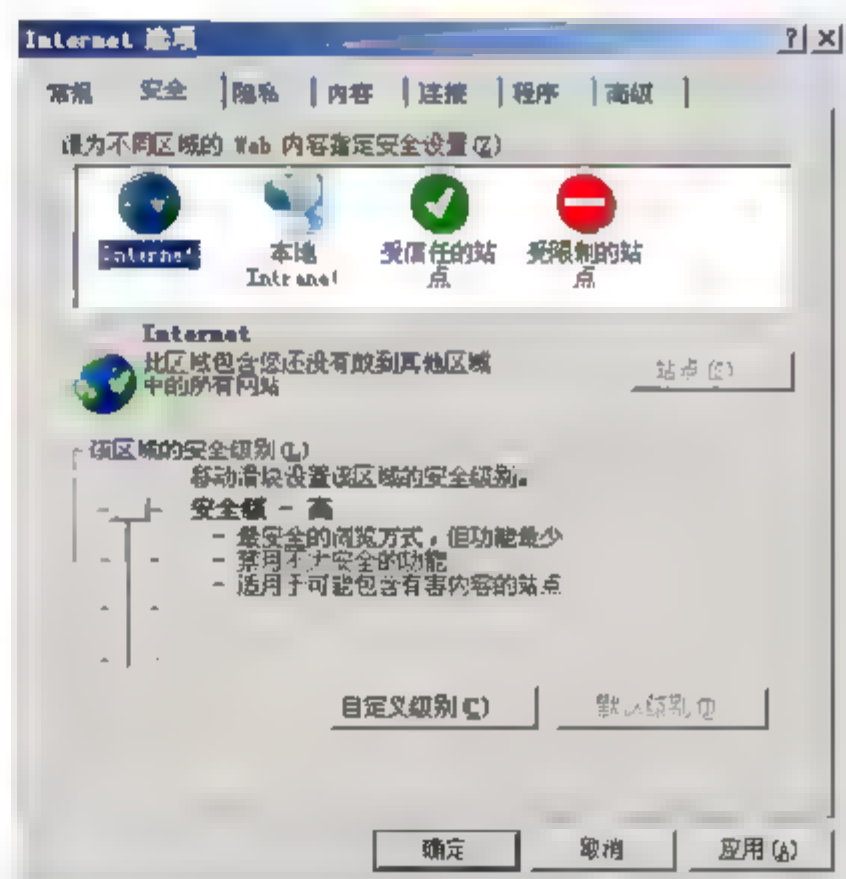 Internet 选项
常规 安全 隐私 内容 连接 程序 高级
请为不同区域的 Web 内容指定安全设置(Z)
Internet
本地
Intranet
受信任的站
点
受限制的站
点
Internet
此区域包含您还没有放到其他区域
中的所有网站
站点(S)
该区域的安全级别(L)
移动滑块设置该区域的安全级别。
安全级 - 高
- 最安全的浏览方式，但功能最少
- 禁用不太安全的功能
- 适用于可能包含有害内容的站点
自定义级别(C)
默认级别(D)
确定
取消
应用(A)